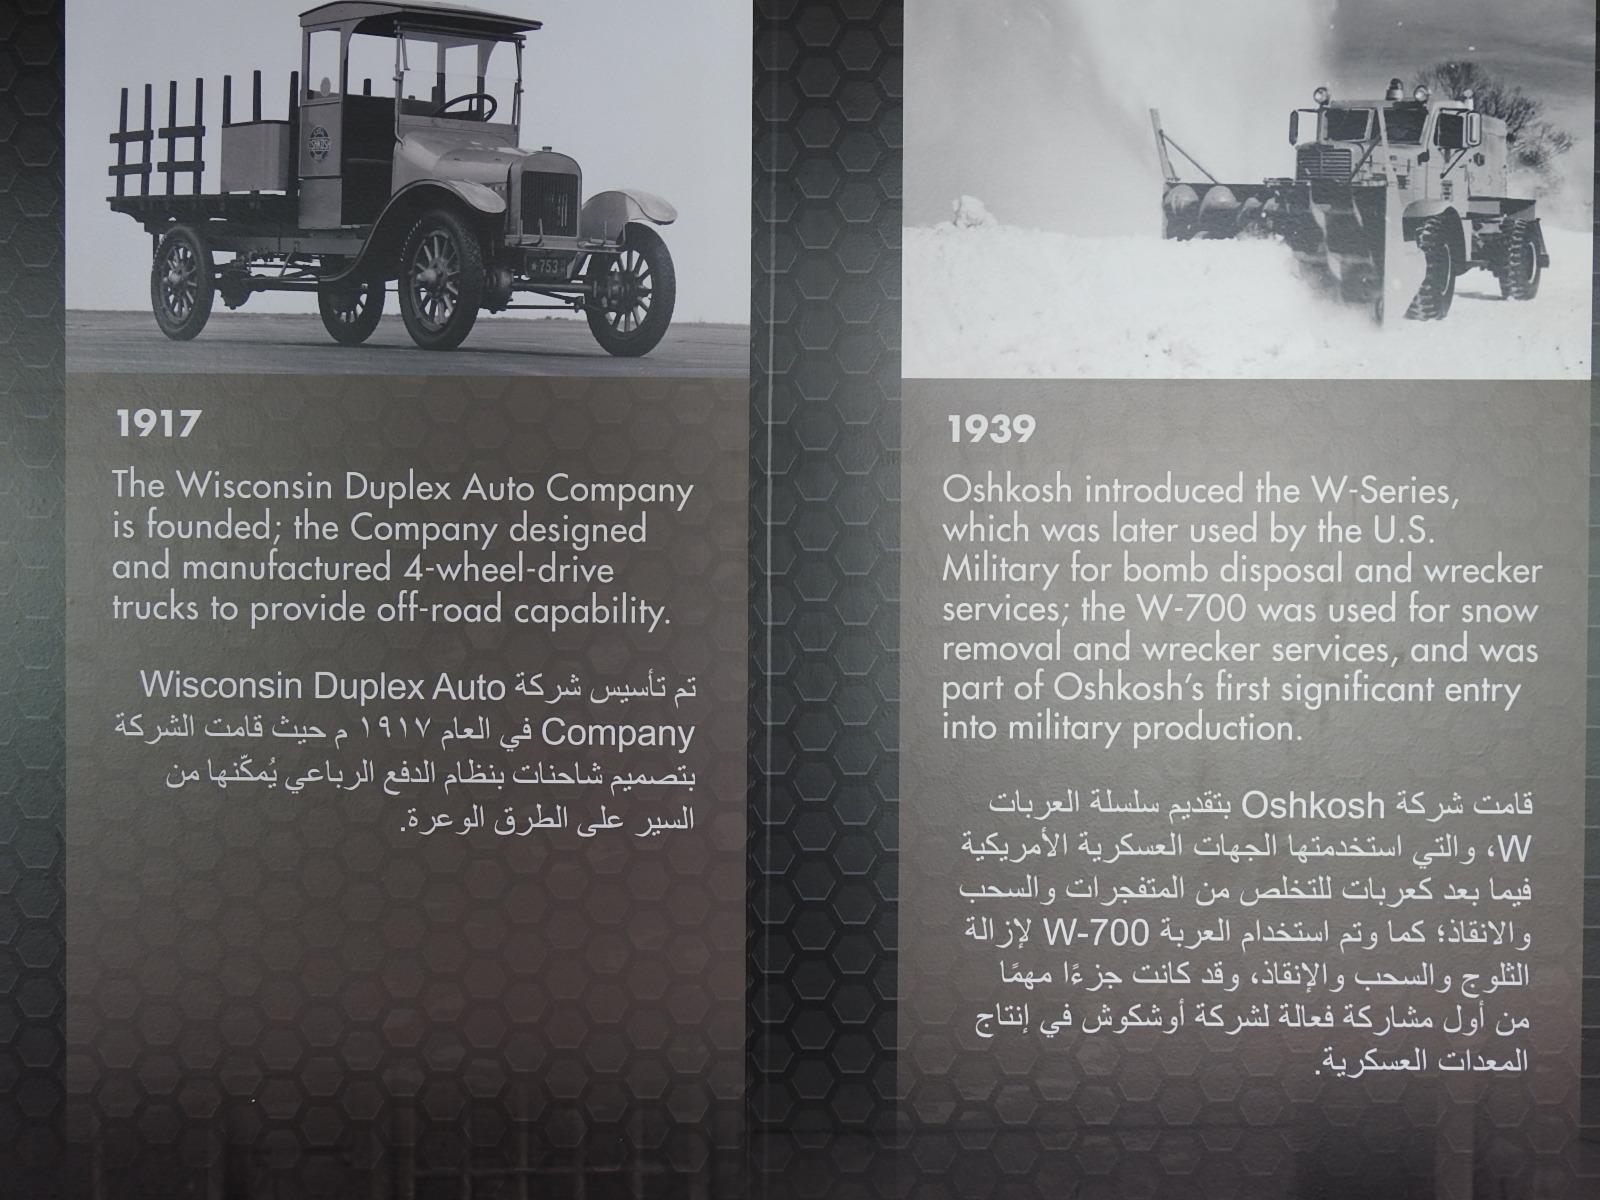 753
1917
The Wisconsin Duplex Auto Company
is founded; the Company designed
and manufactured 4-wheel-drive
trucks to provide off-road capability.
تم تأسيس شركة Wisconsin Duplex Auto
Company في العام ١٩١٧ م حيث قامت الشركة
بتصميم شاحنات بنظام الدفع الرباعي يُمكّنها من
السير على الطرق الوعرة.
1939
Oshkosh introduced the W-Series,
which was later used by the U.S.
Military for bomb disposal and wrecker
services; the W-700 was used for snow
removal and wrecker services, and was
part of Oshkosh's first significant entry
into military production.
قامت شركة Oshkosh بتقديم سلسلة العربات
W، والتي استخدمتها الجهات العسكرية الأمريكية
فيما بعد كعربات للتخلص من المتفجرات والسحب
والانقاذ؛ كما وتم استخدام العربة W-700 لإزالة
الثلوج والسحب والإنقاذ، وقد كانت جزءًا مهمًا
من أول مشاركة فعالة لشركة أوشكوش في إنتاج
المعدات العسكرية.